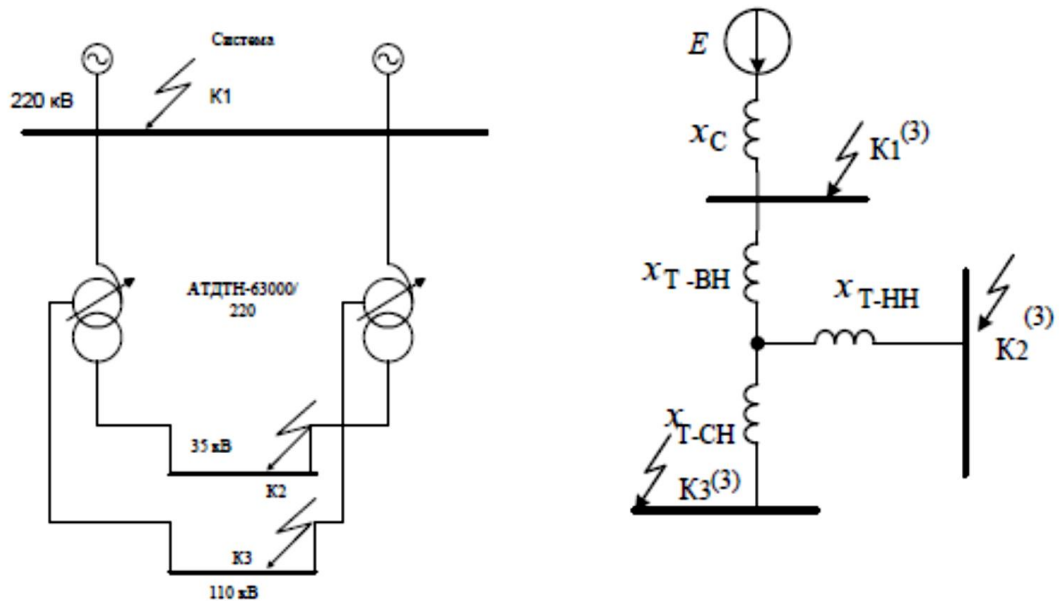 Система
220 кВ
К1
АТДТН-63000/
220
35 кВ
К2
К3
110 кВ
E
xС
К1(3)
xТ-ВН
xТ-НН
К2(3)
xТ-СН
К3(3)